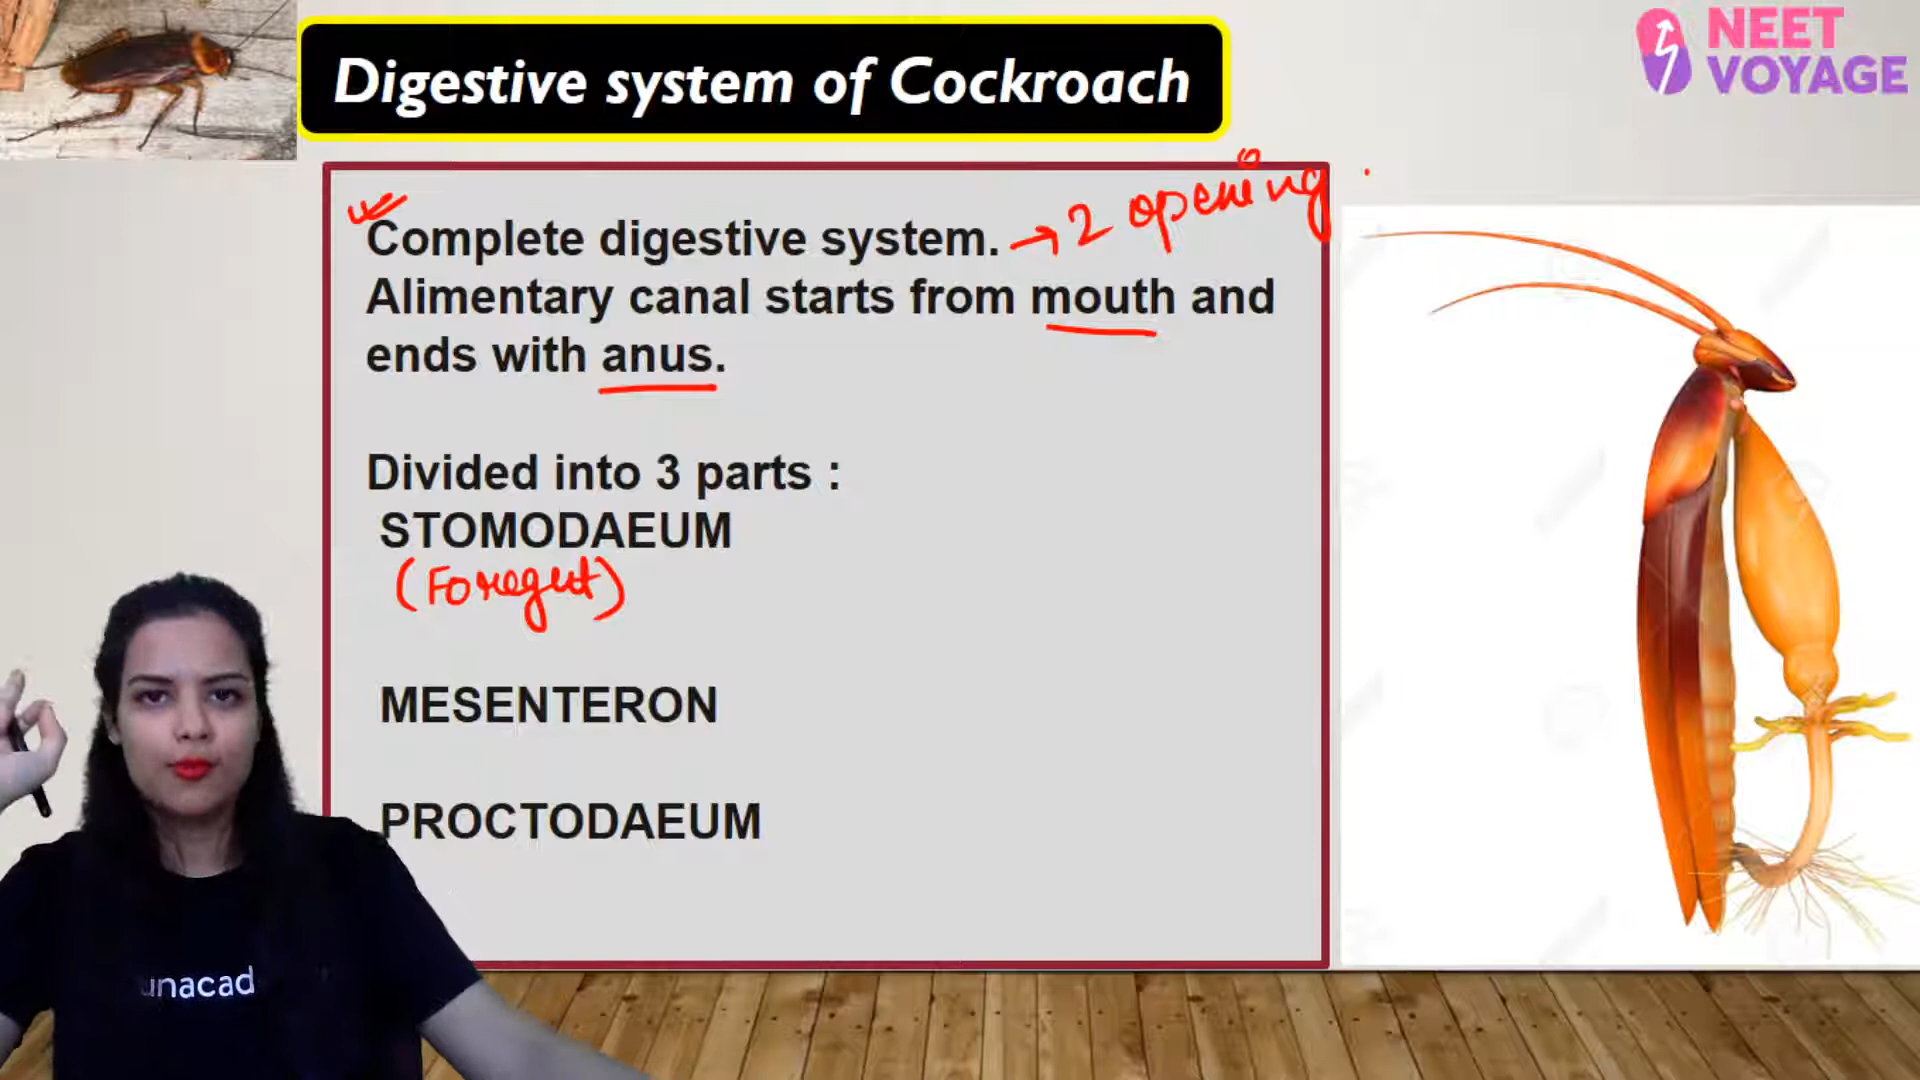 Digestive system of Cockroach
NEET
VOYAGE
Complete digestive system. → 2 opening
Alimentary canal starts from mouth and
ends with anus.
Divided into 3 parts :
STOMODAEUM
(Foregut)
MESENTERON
PROCTODAEUM
unacad